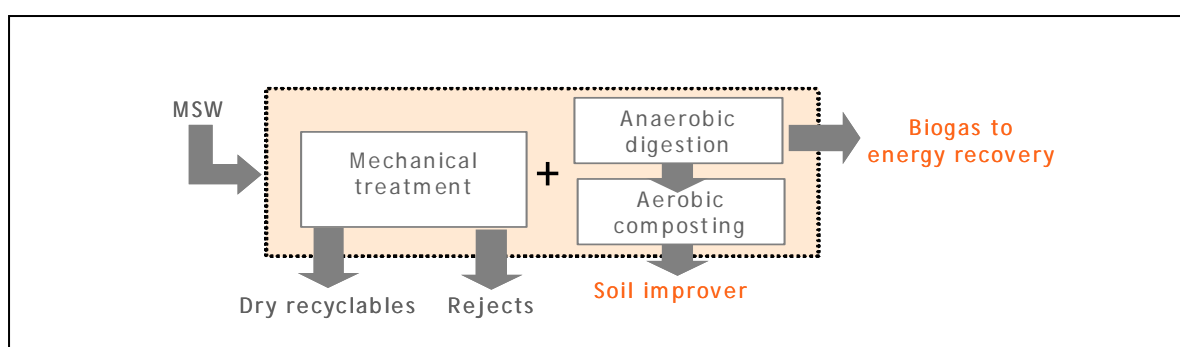 MSW
Mechanical
treatment
+
Anaerobic
digestion
Aerobic
composting
Biogas to
energy recovery
Dry recyclables
Rejects
Soil improver